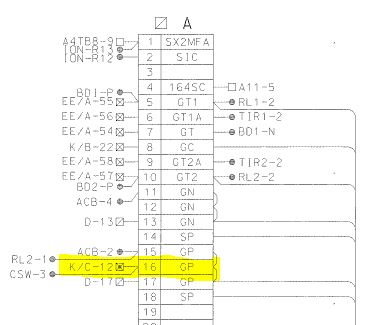 A
A4TB8-9 1 SX2MFA
ION-R13
ION-R12 2 SIC
3
4 164SC A11-5
BD1-P
EE/A-55 5 GT1 RL1-2
EE/A-56 6 GT1A TIR1-2
EE/A-54 7 GT BD1-N
K/B-22 8 GC
EE/A-58 9 GT2A TIR2-2
EE/A-57 10 GT2 RL2-2
BD2-P
ACB-4 11 GN
12 GN
D-13 13 GN
14 SP
ACB-2 15 GP
RL2-1
K/C-12 16 GP
CSW-3
D-17 17 GP
18 SP
19